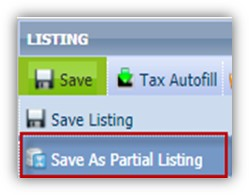 LISTING
Save Tax Autofill
Save Listing
Save As Partial Listing